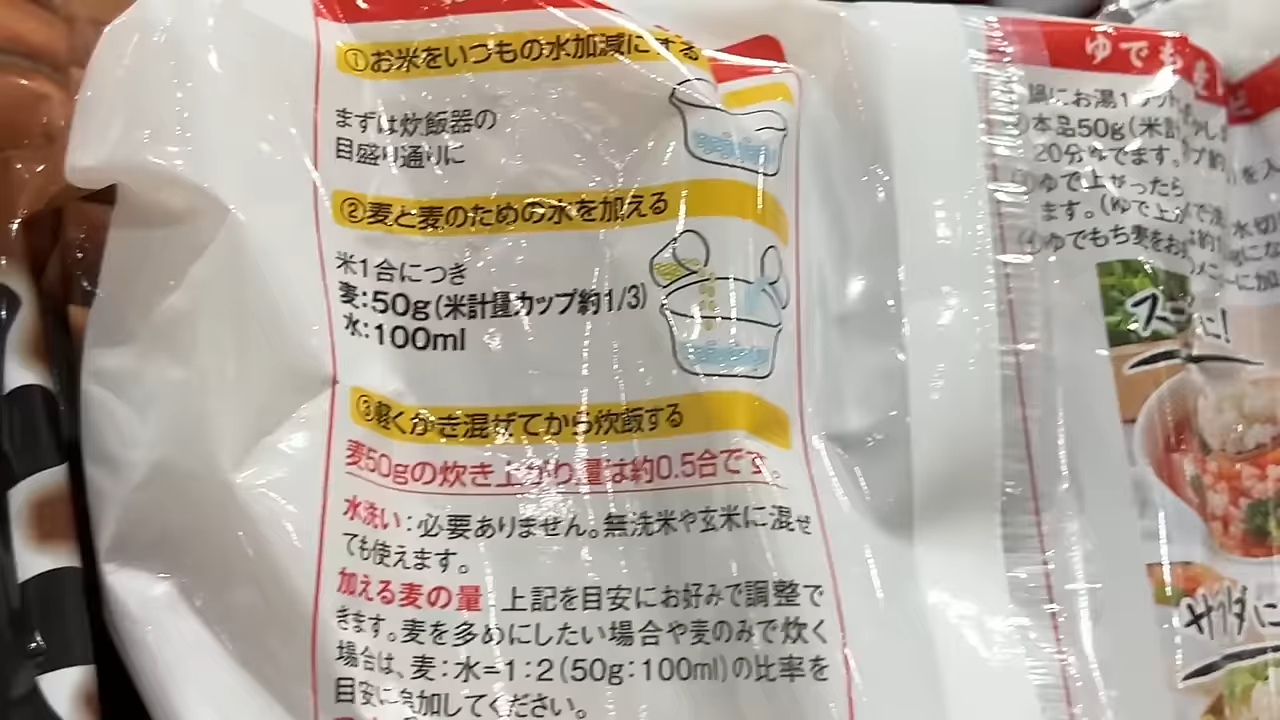 ①お米をいつもの水加減にする
まずは炊飯器の
目盛り通りに
②麦と麦のための水を加える
米1合につき
麦:50g(米計量カップ約1/3)
水:100ml
③軽くかき混ぜてから炊飯する
麦50gの炊き上がり量は約0.5合です。
水洗い:必要ありません。無洗米や玄米に混ぜ
ても使えます。
加える麦の量 上記を目安にお好みで調整で
きます。麦を多めにしたい場合や麦のみで炊く
場合は、麦:水=1:2(50g:100ml)の比率を
目安に追加してください。
ゆでもち
鍋にお湯1
本品50g(米計
20分ゆでます。
ゆで上がったら
ます。(ゆで上
ゆでもち麦をお
に!
サラダに